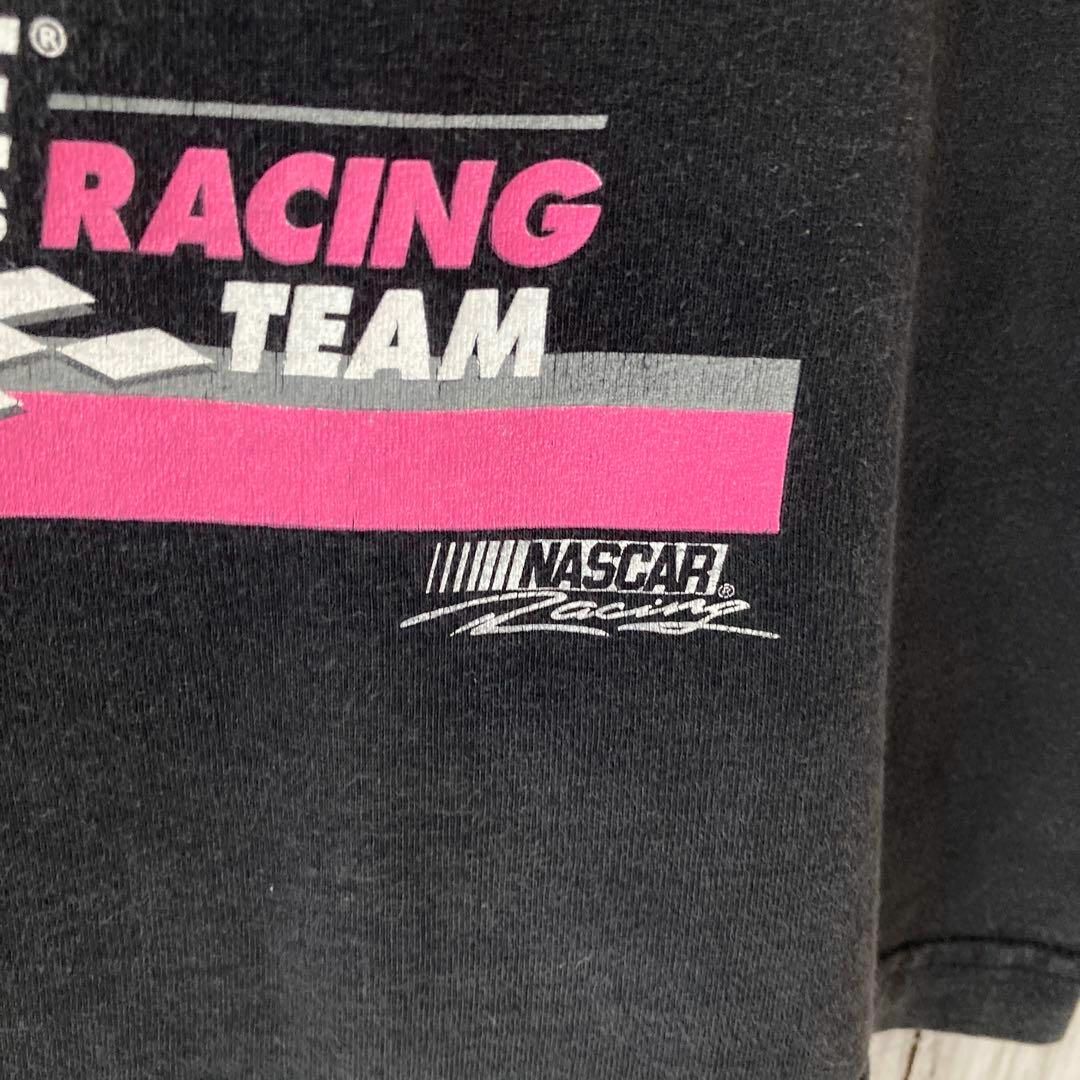 ®
RACING
TEAM
NASCAR®
Racing